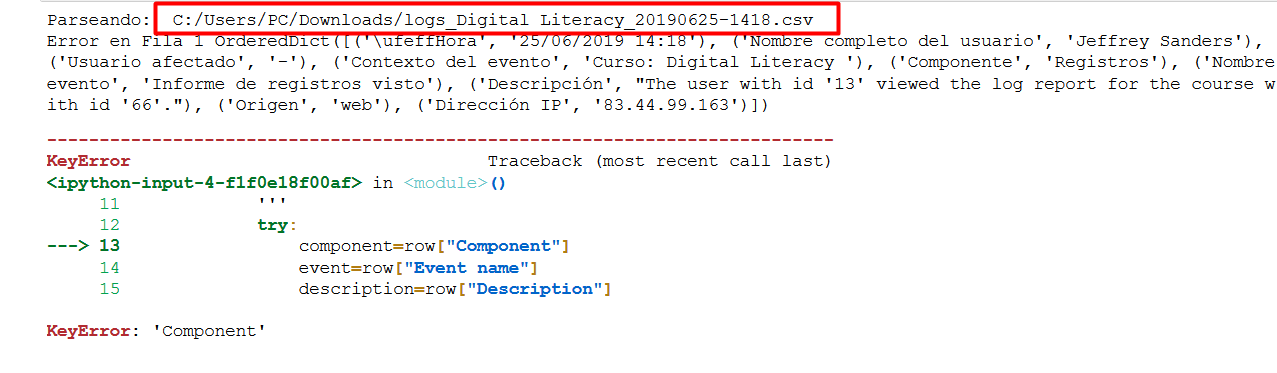 Parseando: C:/Users/PC/Downloads/logs_Digital Literacy_20190625-1418.csv
Error en Fila 1 OrderedDict([('\ufeffHora', '25/06/2019 14:18'), ('Nombre completo del usuario', 'Jeffrey Sanders'),
('Usuario afectado', '-'), ('Contexto del evento', 'Curso: Digital Literacy '), ('Componente', 'Registros'), ('Nombre
evento', 'Informe de registros visto'), ('Descripción', "The user with id '13' viewed the log report for the course w
ith id '66'."), ('Origen', 'web'), ('Dirección IP', '83.44.99.163')])
---------------------------------------------------------------------------
KeyError Traceback (most recent call last)
<ipython-input-4-f1f0e18f00af> in <module>()
11 '''
12 try:
---> 13 component=row["Component"]
14 event=row["Event name"]
15 description=row["Description"]
KeyError: 'Component'